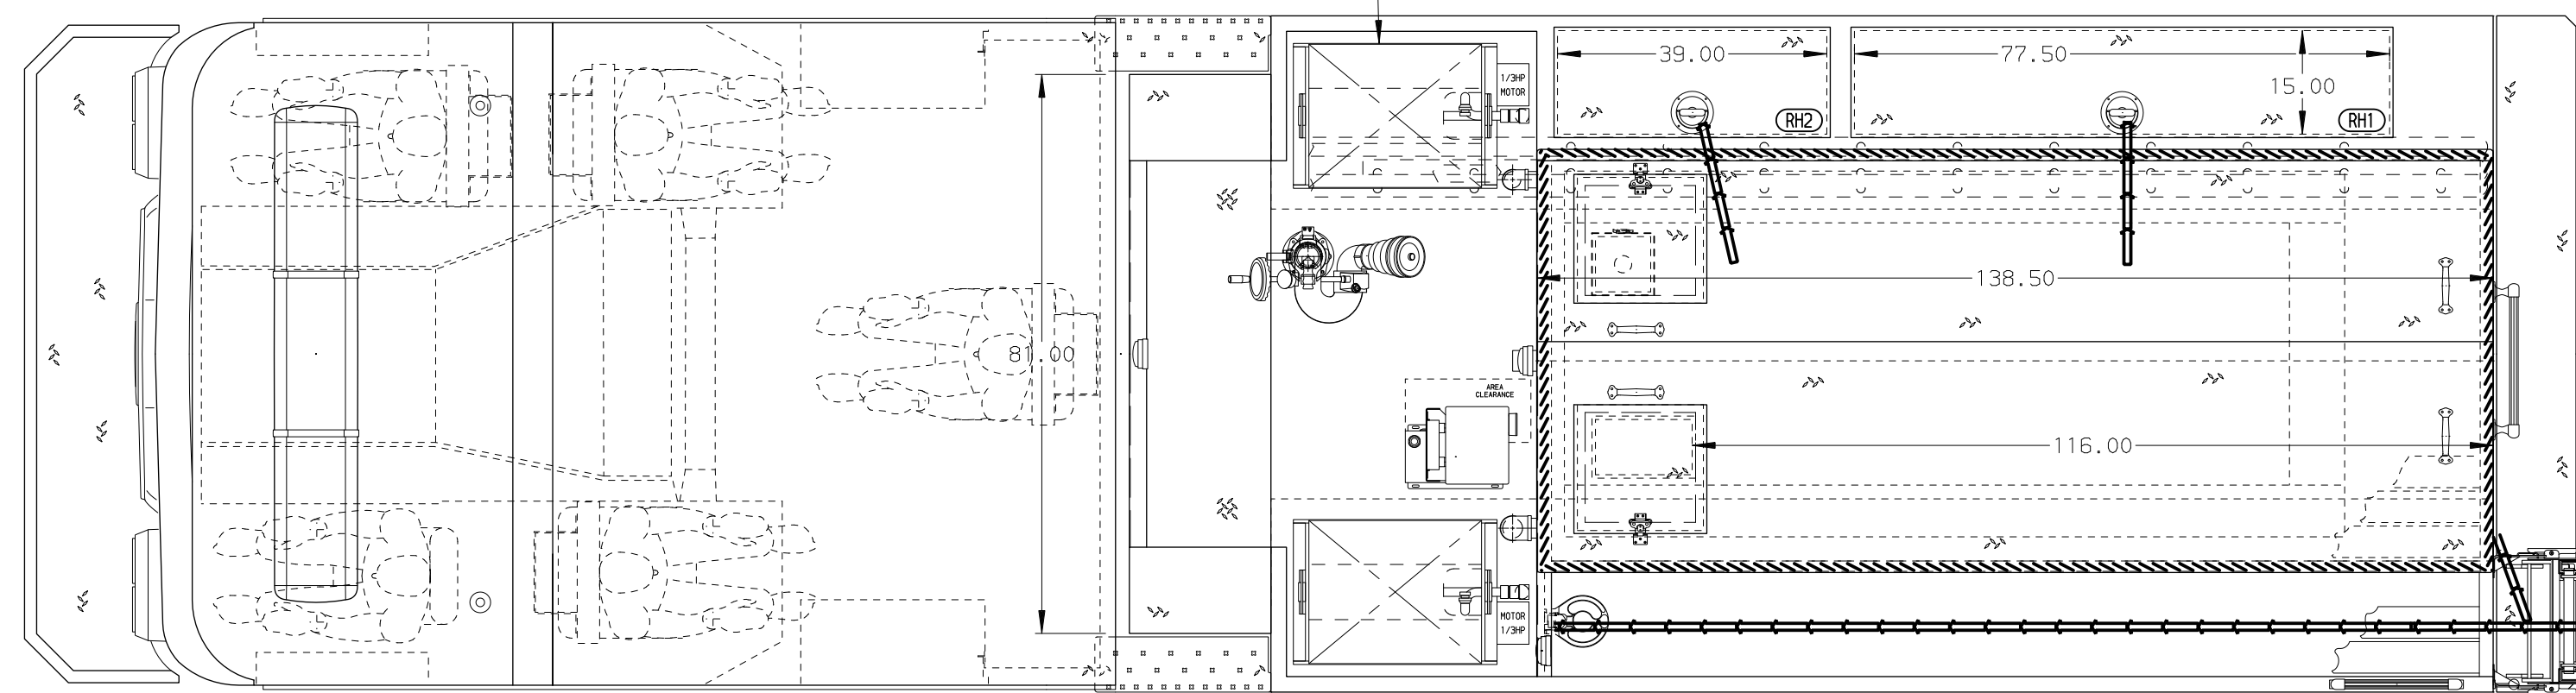 39.00
77.50
15.00
1/3HP
MOTOR
RH2
RH1
138.50
81.00
AREA
CLEARANCE
116.00
MOTOR
1/3HP